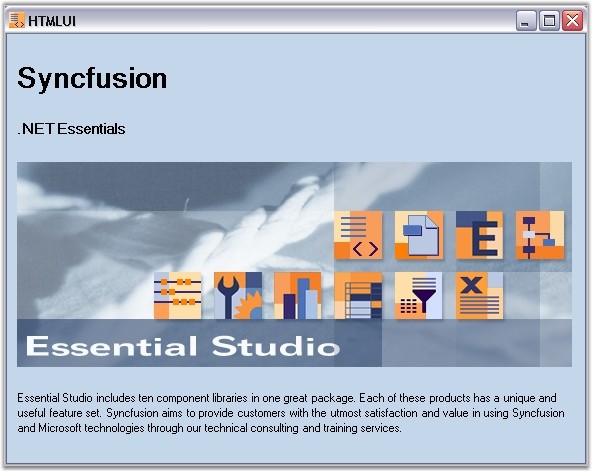 HTMLUI
Syncfusion
.NET Essentials
E
X
Essential Studio
Essential Studio includes ten component libraries in one great package. Each of these products has a unique and
useful feature set. Syncfusion aims to provide customers with the utmost satisfaction and value in using Syncfusion
and Microsoft technologies through our technical consulting and training services.